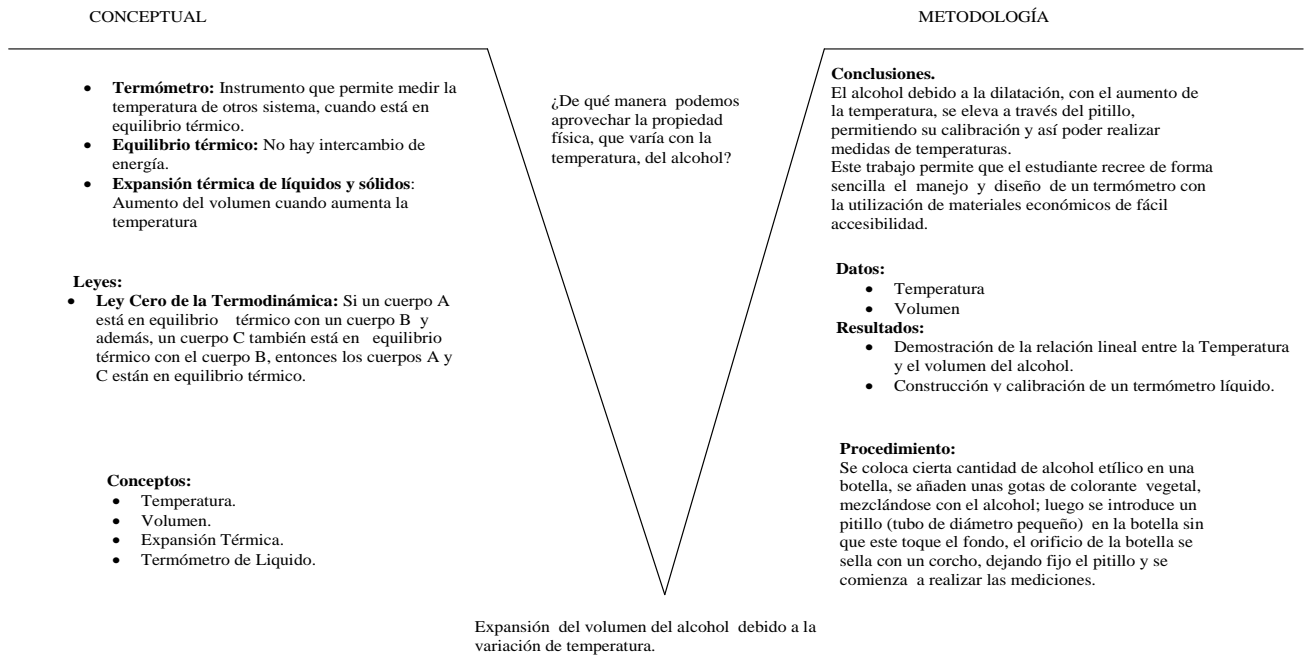 CONCEPTUAL
METODOLOGÍA
• Termómetro: Instrumento que permite medir la
temperatura de otros sistema, cuando está en
equilibrio térmico.
• Equilibrio térmico: No hay intercambio de
energía.
• Expansión térmica de líquidos y sólidos:
Aumento del volumen cuando aumenta la
temperatura
Leyes:
• Ley Cero de la Termodinámica: Si un cuerpo A
está en equilibrio térmico con un cuerpo B y
además, un cuerpo C también está en equilibrio
térmico con el cuerpo B, entonces los cuerpos A y
C están en equilibrio térmico.
Conceptos:
• Temperatura.
• Volumen.
• Expansión Térmica.
• Termómetro de Liquido.
¿De qué manera podemos
aprovechar la propiedad
física, que varía con la
temperatura, del alcohol?
Conclusiones.
El alcohol debido a la dilatación, con el aumento de
la temperatura, se eleva a través del pitillo,
permitiendo su calibración y así poder realizar
medidas de temperaturas.
Este trabajo permite que el estudiante recree de forma
sencilla el manejo y diseño de un termómetro con
la utilización de materiales económicos de fácil
accesibilidad.
Datos:
• Temperatura
• Volumen
Resultados:
• Demostración de la relación lineal entre la Temperatura
y el volumen del alcohol.
• Construcción y calibración de un termómetro líquido.
Procedimiento:
Se coloca cierta cantidad de alcohol etílico en una
botella, se añaden unas gotas de colorante vegetal,
mezclándose con el alcohol; luego se introduce un
pitillo (tubo de diámetro pequeño) en la botella sin
que este toque el fondo, el orificio de la botella se
sella con un corcho, dejando fijo el pitillo y se
comienza a realizar las mediciones.
Expansión del volumen del alcohol debido a la
variación de temperatura.